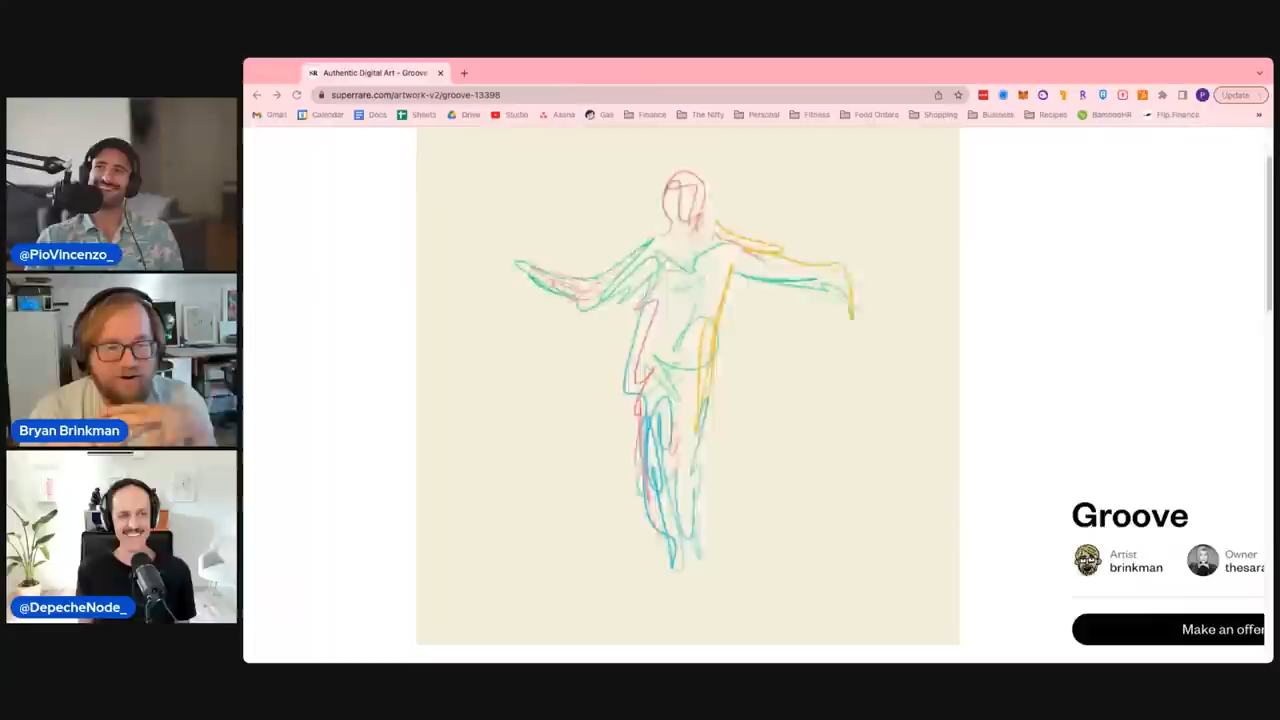 @PioVincenzo_
Bryan Brinkman
@DepecheNode_
SR Authentic Digital Art - Groove
superrare.com/artwork-v2/groove-13398
Update
Gmail Calendar Docs Sheets Drive Studio Asana Gas Finance The Nifty Personal Fitness Food Orders Shopping Business Recipes BambooHR Flip.Finance
Groove
Artist
brinkman
Owner
thesara
Make an offer